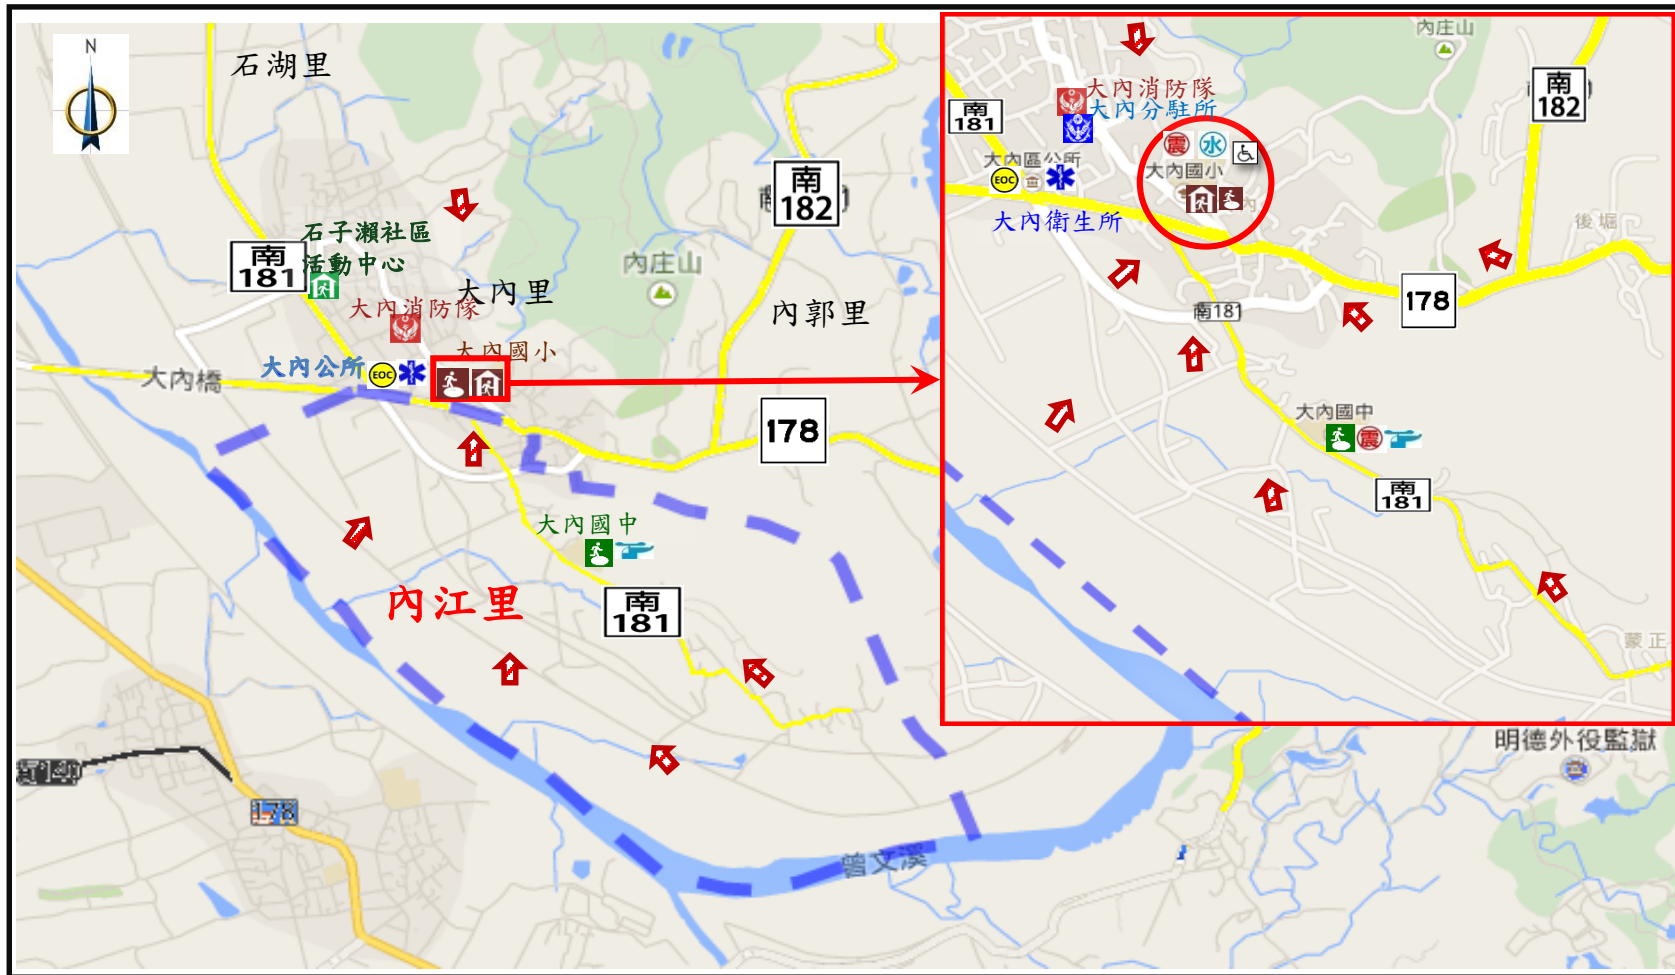 N
石湖里
南
182
石子瀨社區
活動中心
南
181
大內消防隊
大內里
內庄山
內郭里
大內國小
大內公所
EOC
大內橋
178
大內國中
內江里
南
181
178
曾文溪
明德外役監獄
內庄山
南
182
大內消防隊
大內分駐所
南
181
震
水
大內區公所
大內國小
EOC
內
大內衛生所
後堀
178
南181
大內國中
震
南
181
蒙正